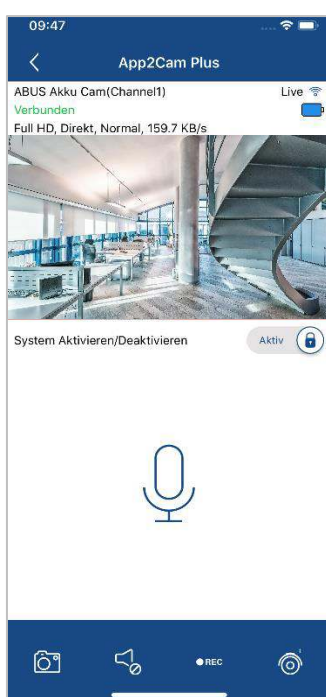 09:47
App2Cam Plus
ABUS Akku Cam(Channel1) Live
Verbunden
Full HD, Direkt, Normal, 159.7 KB/s
System Aktivieren/Deaktivieren Aktiv
REC